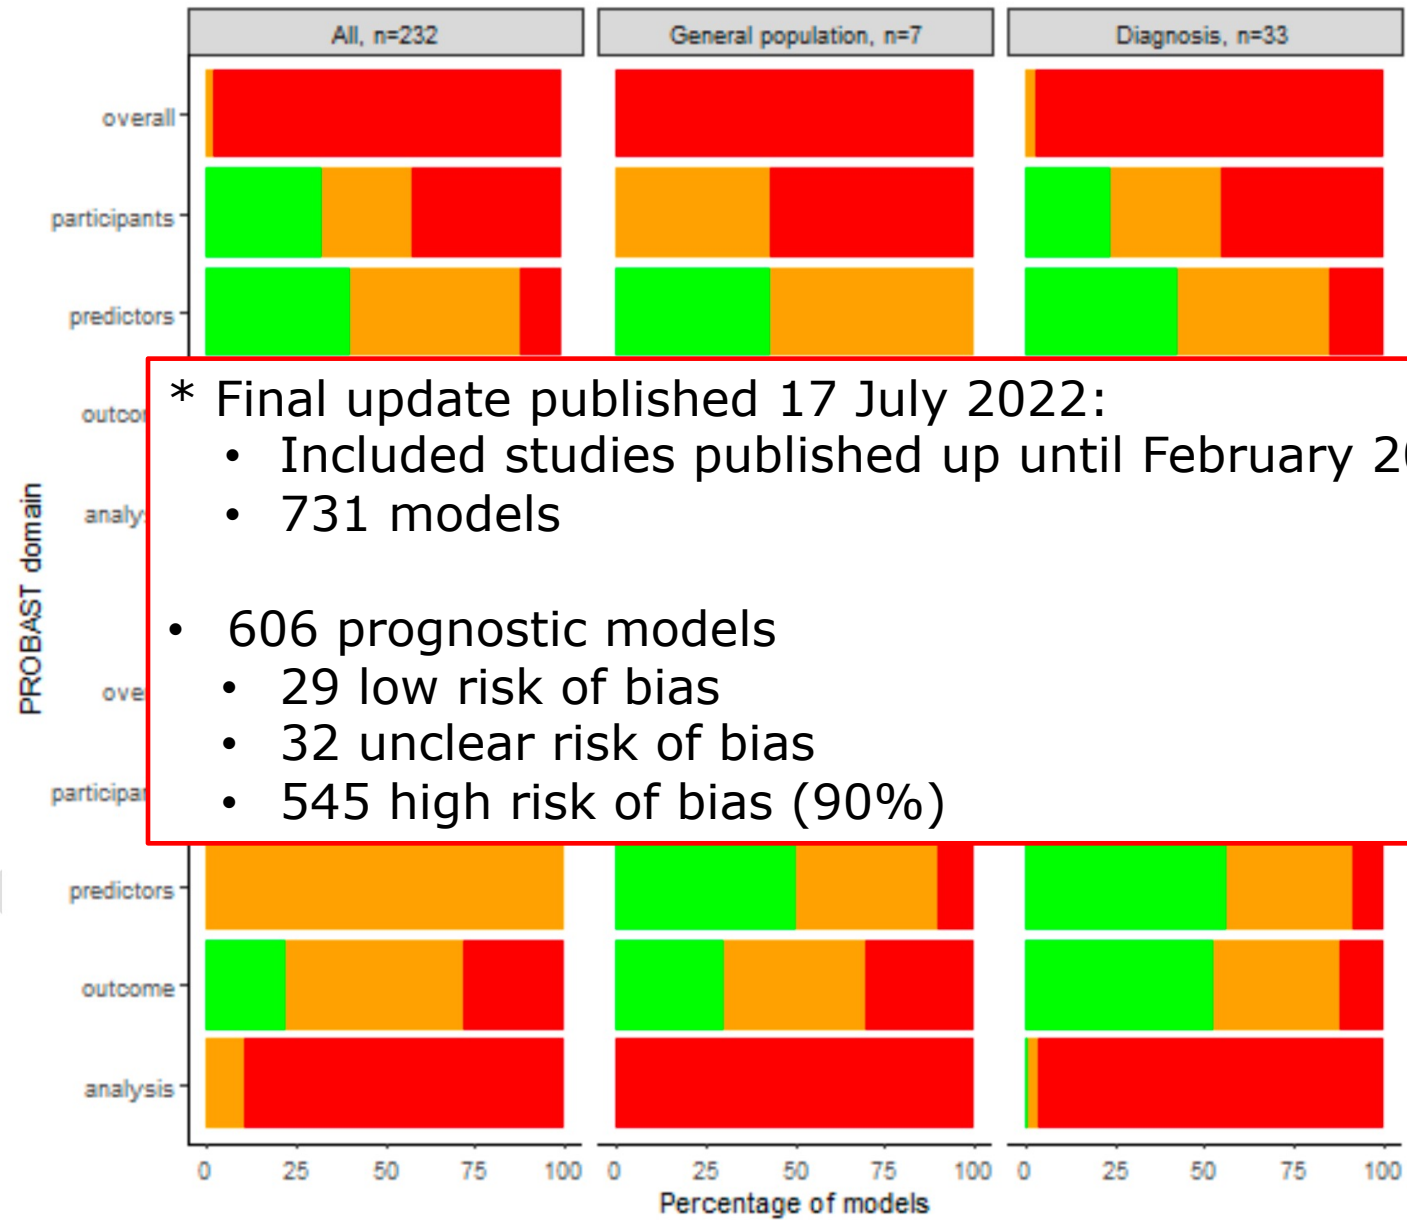 All, n=232
General population, n=7
Diagnosis, n=33
overall
participants
predictors
* Final update published 17 July 2022:
• Included studies published up until February
• 731 models
• 606 prognostic models
• 29 low risk of bias
• 32 unclear risk of bias
• 545 high risk of bias (90%)
PROBAST domain
predictors
outcome
analysis
0 25 50 75 100
0 25 50 75 100
0 25 50 75 100
Percentage of models